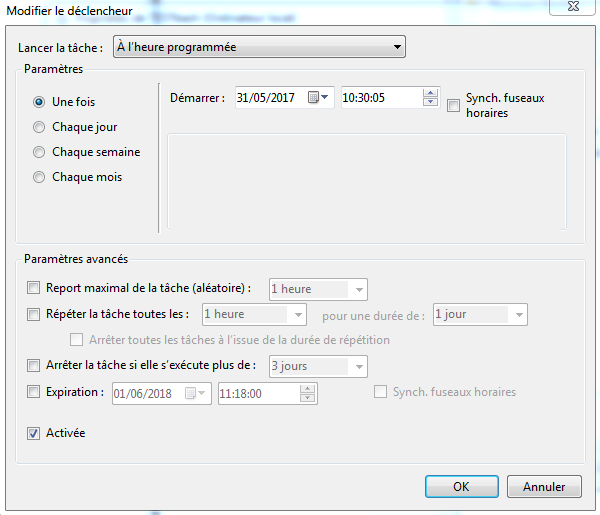 Modifier le déclencheur
Lancer la tâche : À l'heure programmée
Paramètres
Une fois
Démarrer : 31/05/2017 10:30:05 Synch. fuseaux
horaires
Chaque jour
Chaque semaine
Chaque mois
Paramètres avancés
Report maximal de la tâche (aléatoire) : 1 heure
Répéter la tâche toutes les : 1 heure pour une durée de : 1 jour
Arrêter toutes les tâches à l'issue de la durée de répétition
Arrêter la tâche si elle s'exécute plus de : 3 jours
Expiration : 01/06/2018 11:18:00 Synch. fuseaux horaires
Activée
OK Annuler